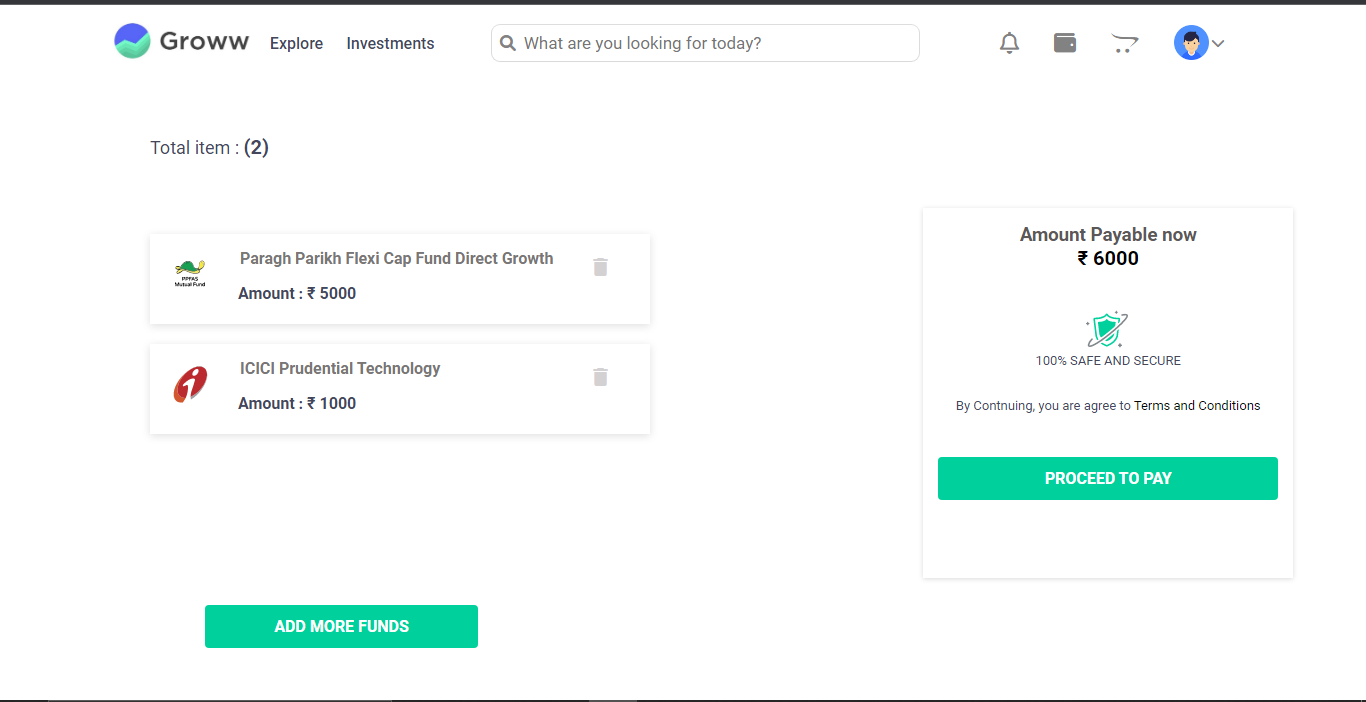 Groww Explore Investments What are you looking for today?
Total item : (2)
PPFAS
Mutual Fund
Paragh Parikh Flexi Cap Fund Direct Growth
Amount : ₹ 5000
ICICI Prudential Technology
Amount : ₹ 1000
ADD MORE FUNDS
Amount Payable now
₹ 6000
100% SAFE AND SECURE
By Contnuing, you are agree to Terms and Conditions
PROCEED TO PAY